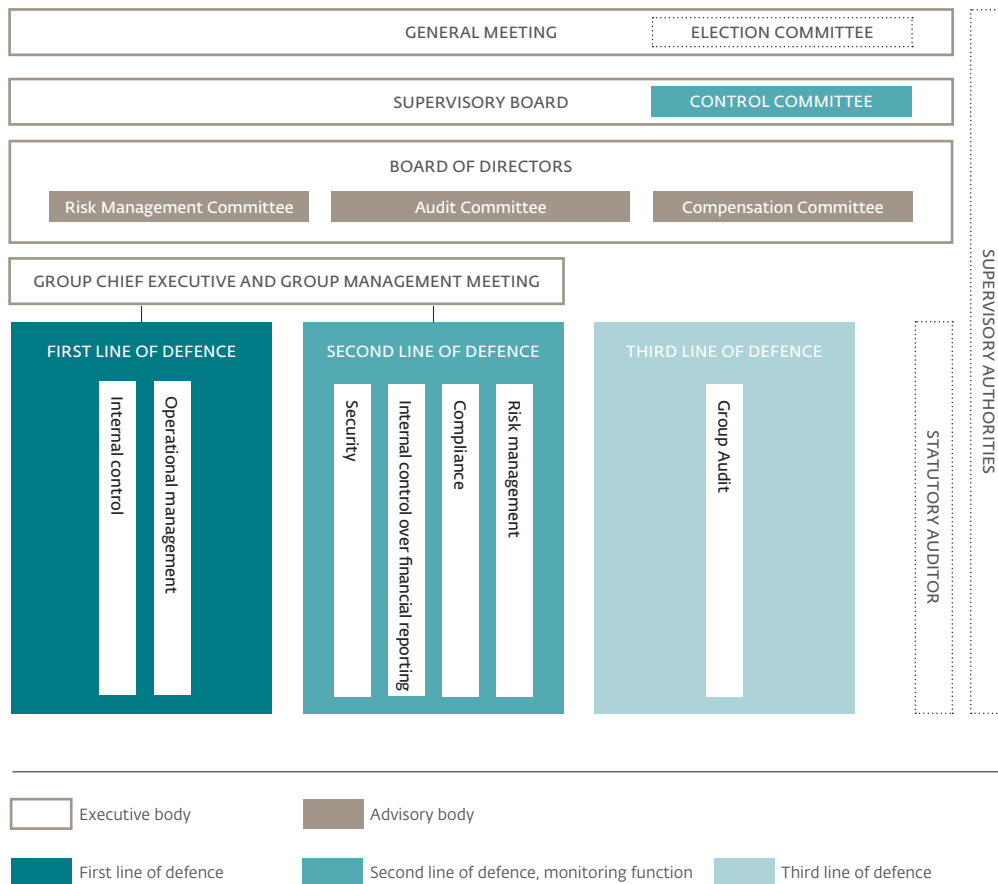 GENERAL MEETING
ELECTION COMMITTEE
SUPERVISORY BOARD
CONTROL COMMITTEE
BOARD OF DIRECTORS
Risk Management Committee
Audit Committee
Compensation Committee
GROUP CHIEF EXECUTIVE AND GROUP MANAGEMENT MEETING
FIRST LINE OF DEFENCE
Internal control
Operational management
SECOND LINE OF DEFENCE
Security
Internal control over financial reporting
Compliance
Risk management
THIRD LINE OF DEFENCE
Group Audit
STATUTORY AUDITOR
SUPERVISORY AUTHORITIES
Executive body
Advisory body
First line of defence
Second line of defence, monitoring function
Third line of defence